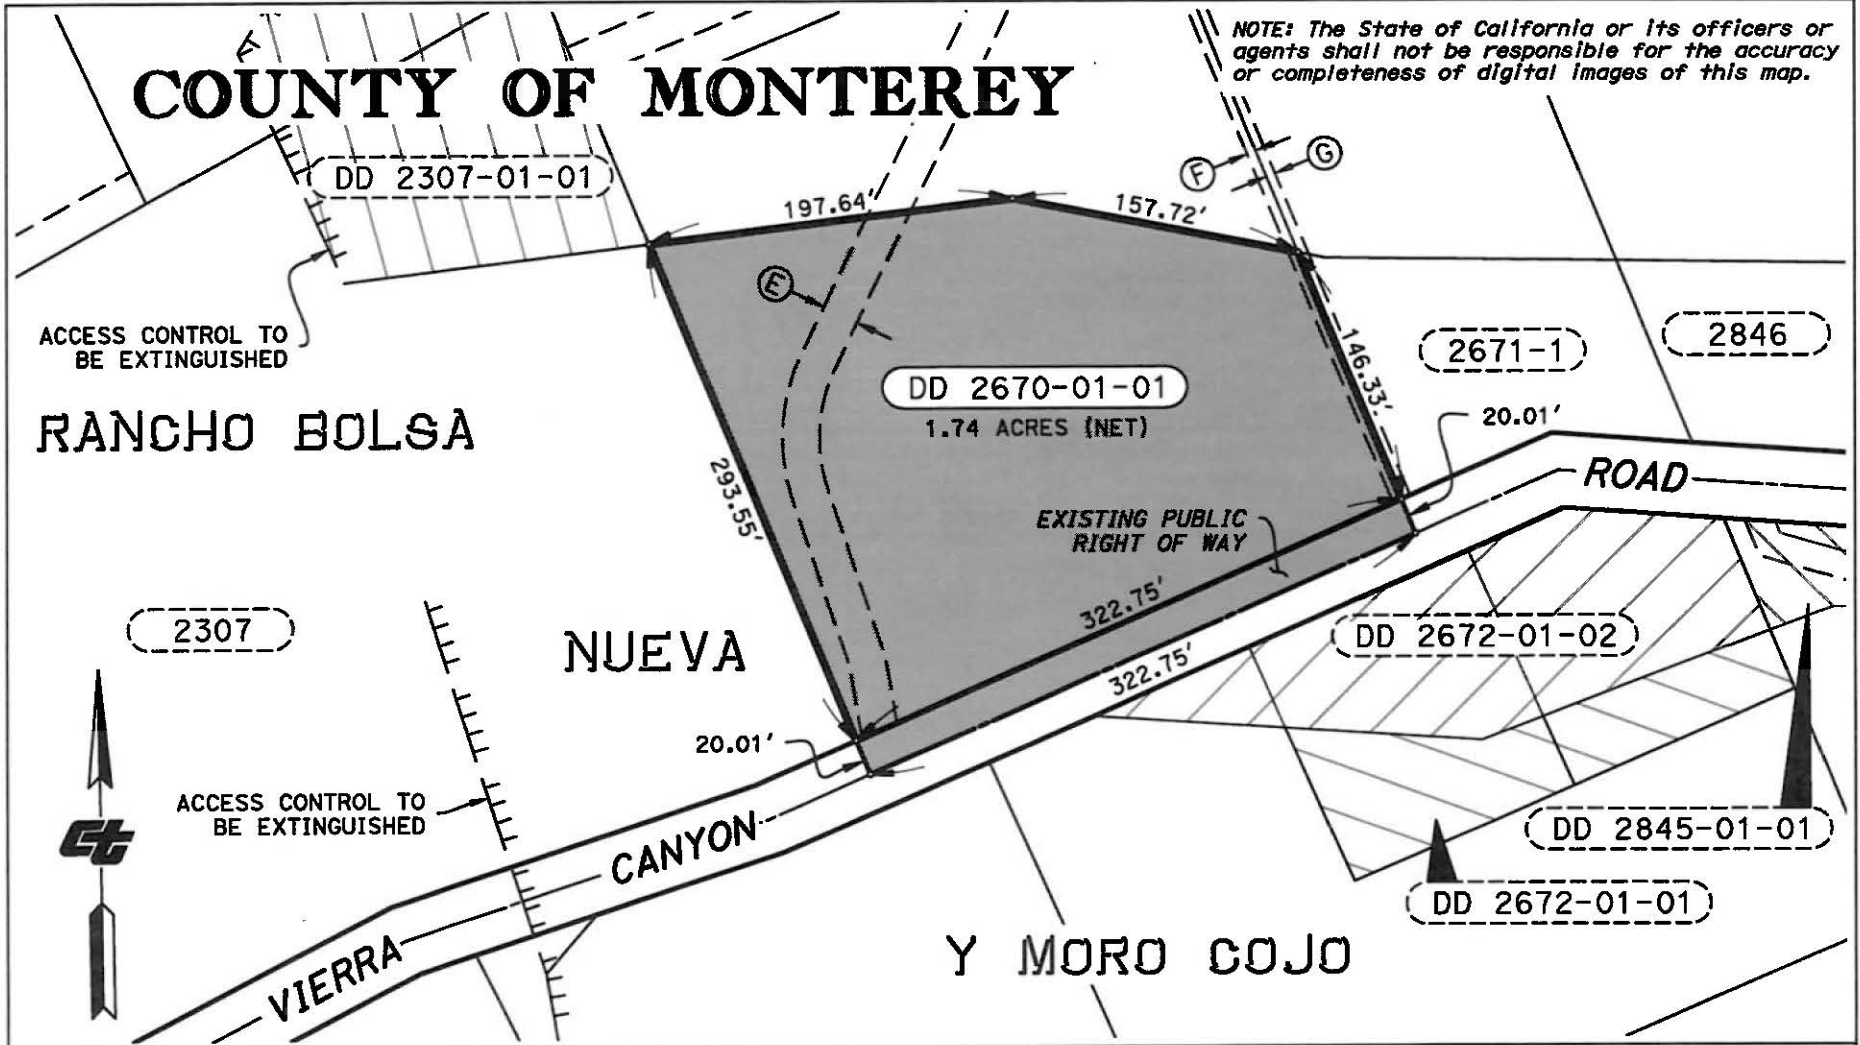 NOTE: The State of California or its officers or
agents shall not be responsible for the accuracy
or completeness of digital images of this map.
COUNTY OF MONTEREY
DD 2307-01-01
F
G
197.64'
157.72'
E
ACCESS CONTROL TO
BE EXTINGUISHED
2671-1
2846
146.33'
DD 2670-01-01
1.74 ACRES (NET)
20.01'
RANCHO BOLSA
ROAD
293.55'
EXISTING PUBLIC
RIGHT OF WAY
322.75'
2307
NUEVA
DD 2672-01-02
322.75'
20.01'
ACCESS CONTROL TO
BE EXTINGUISHED
Ct
CANYON
DD 2845-01-01
DD 2672-01-01
VIERRA
Y MORO COJO